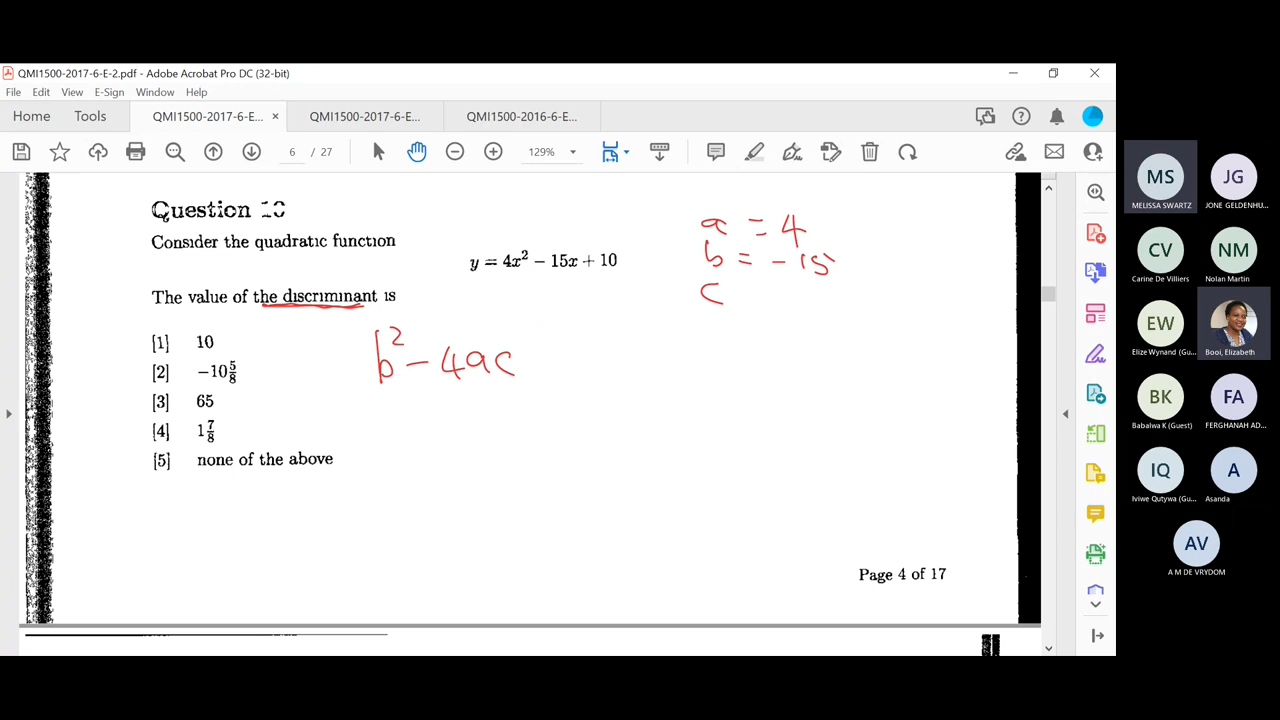 QMI1500-2017-6-E-2.pdf - Adobe Acrobat Pro DC (32-bit)
File Edit View E-Sign Window Help
Home Tools QMI1500-2017-6-E... × QMI1500-2017-6-E... QMI1500-2016-6-E...
6 / 27 129%
Question 10
Consider the quadratic function
y = 4x² − 15x + 10
The value of the discriminant is
[1] 10
[2] −10 5/8
[3] 65
[4] 1 7/8
[5] none of the above
a = 4
b = -15
c
b² - 4ac
Page 4 of 17
MS
MELISSA SWARTZ
JG
JONE GELDENHU...
CV
Carine De Villiers
NM
Nolan Martin
EW
Elize Wynand (Gu...
Booi, Elizabeth
BK
Babalwa K (Guest)
FA
FERGHANAH AD...
IQ
Iviwe Qutywa (Gu...
A
Asanda
AV
A M DE VRYDOM